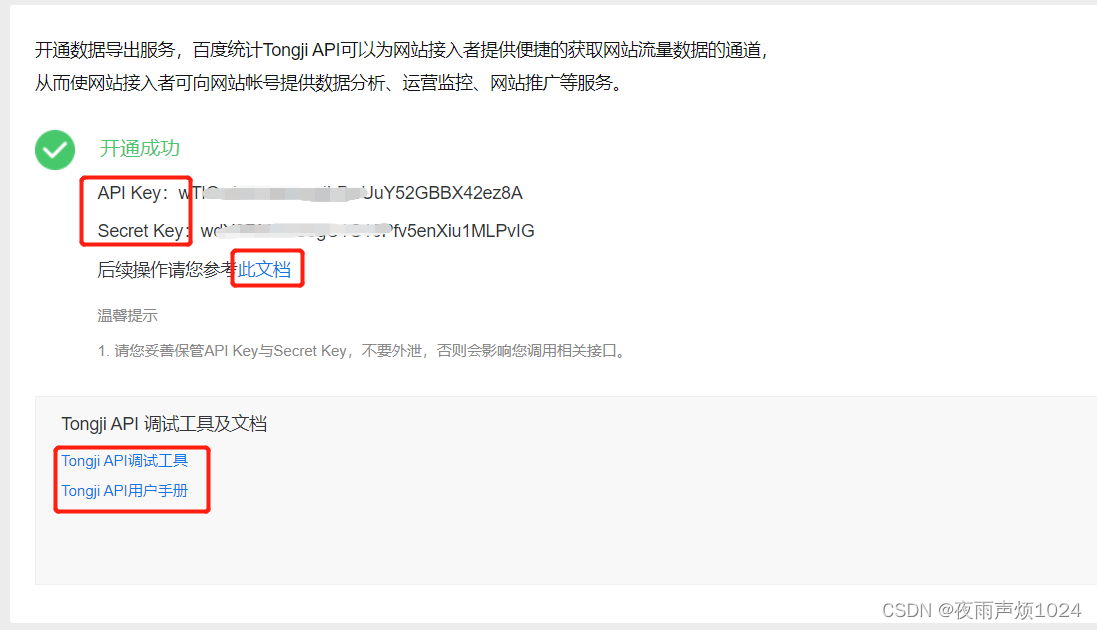 开通数据导出服务，百度统计Tongji API可以为网站接入者提供便捷的获取网站流量数据的通道，
从而使网站接入者可向网站帐号提供数据分析、运营监控、网站推广等服务。
开通成功
API Key：
Secret Key：
后续操作请您参考此文档
温馨提示
1. 请您妥善保管API Key与Secret Key，不要外泄，否则会影响您调用相关接口。
Tongji API 调试工具及文档
Tongji API调试工具
Tongji API用户手册
CSDN @夜雨声烦1024